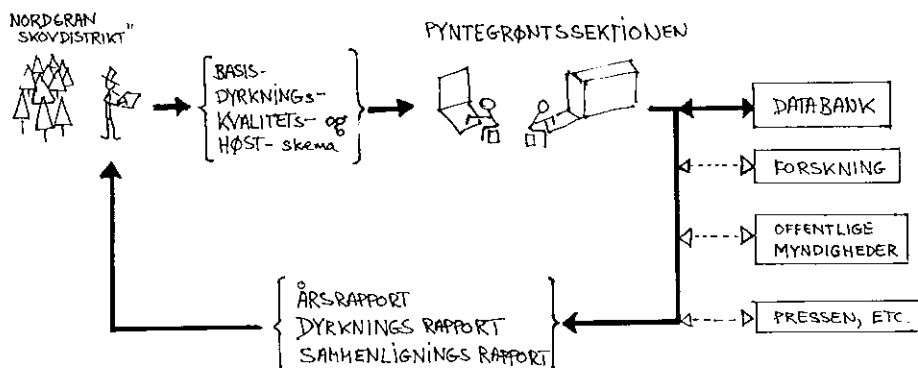 NORDGRAN
SKOVDISTRIKT"
BASIS-
DYRKNINGS-
KVALITETS- og
HØST- skema
PYNTEGRØNTSSEKTIONEN
DATABANK
FORSKNING
OFFENTLIGE
MYNDIGHEDER
PRESSEN, ETC.
ÅRSRAPPORT
DYRKNINGS RAPPORT
SAMMENLIGNINGS RAPPORT